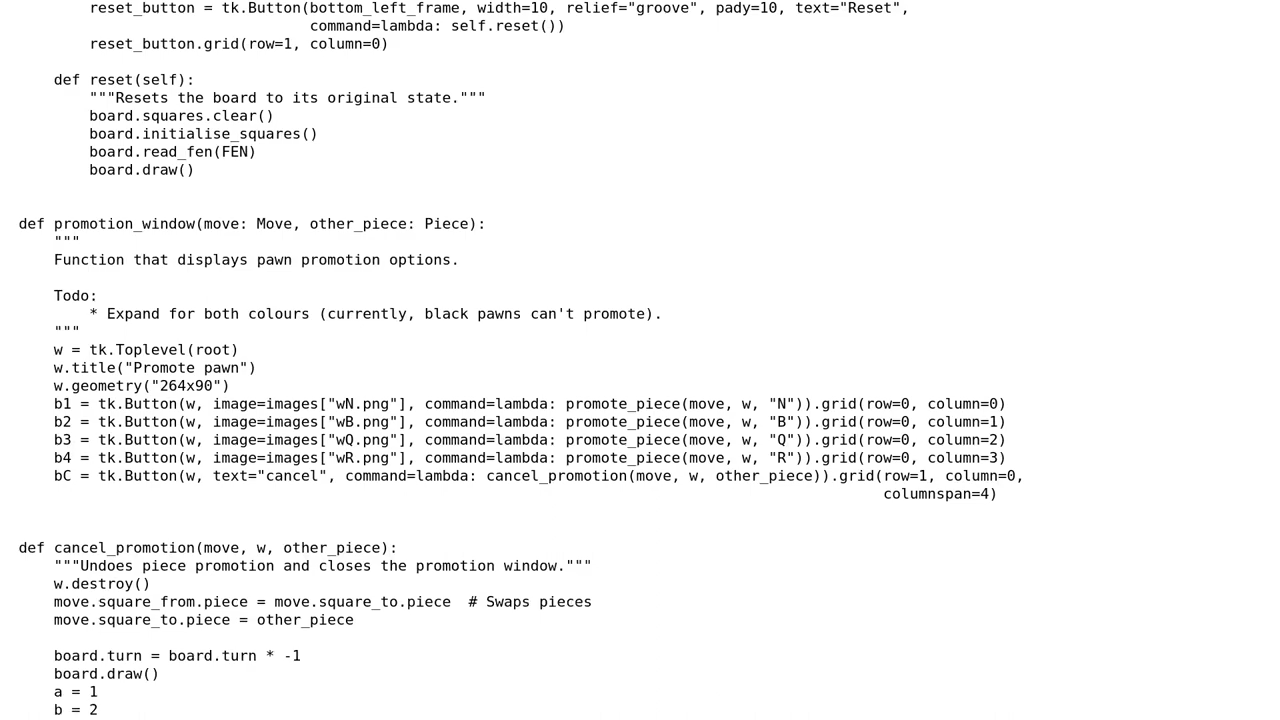 reset_button = tk.Button(bottom_left_frame, width=10, relief="groove", pady=10, text="Reset",
                                 command=lambda: self.reset())
        reset_button.grid(row=1, column=0)

    def reset(self):
        """Resets the board to its original state."""
        board.squares.clear()
        board.initialise_squares()
        board.read_fen(FEN)
        board.draw()


def promotion_window(move: Move, other_piece: Piece):
    """
    Function that displays pawn promotion options.

    Todo:
        * Expand for both colours (currently, black pawns can't promote).
    """
    w = tk.Toplevel(root)
    w.title("Promote pawn")
    w.geometry("264x90")
    b1 = tk.Button(w, image=images["wN.png"], command=lambda: promote_piece(move, w, "N")).grid(row=0, column=0)
    b2 = tk.Button(w, image=images["wB.png"], command=lambda: promote_piece(move, w, "B")).grid(row=0, column=1)
    b3 = tk.Button(w, image=images["wQ.png"], command=lambda: promote_piece(move, w, "Q")).grid(row=0, column=2)
    b4 = tk.Button(w, image=images["wR.png"], command=lambda: promote_piece(move, w, "R")).grid(row=0, column=3)
    bC = tk.Button(w, text="cancel", command=lambda: cancel_promotion(move, w, other_piece)).grid(row=1, column=0,
                                                                                                  columnspan=4)


def cancel_promotion(move, w, other_piece):
    """Undoes piece promotion and closes the promotion window."""
    w.destroy()
    move.square_from.piece = move.square_to.piece  # Swaps pieces
    move.square_to.piece = other_piece

    board.turn = board.turn * -1
    board.draw()
    a = 1
    b = 2